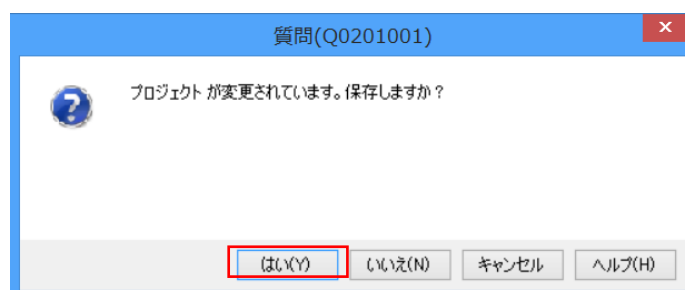 質問(Q0201001)
プロジェクト が変更されています。保存しますか？
はい(Y) いいえ(N) キャンセル ヘルプ(H)